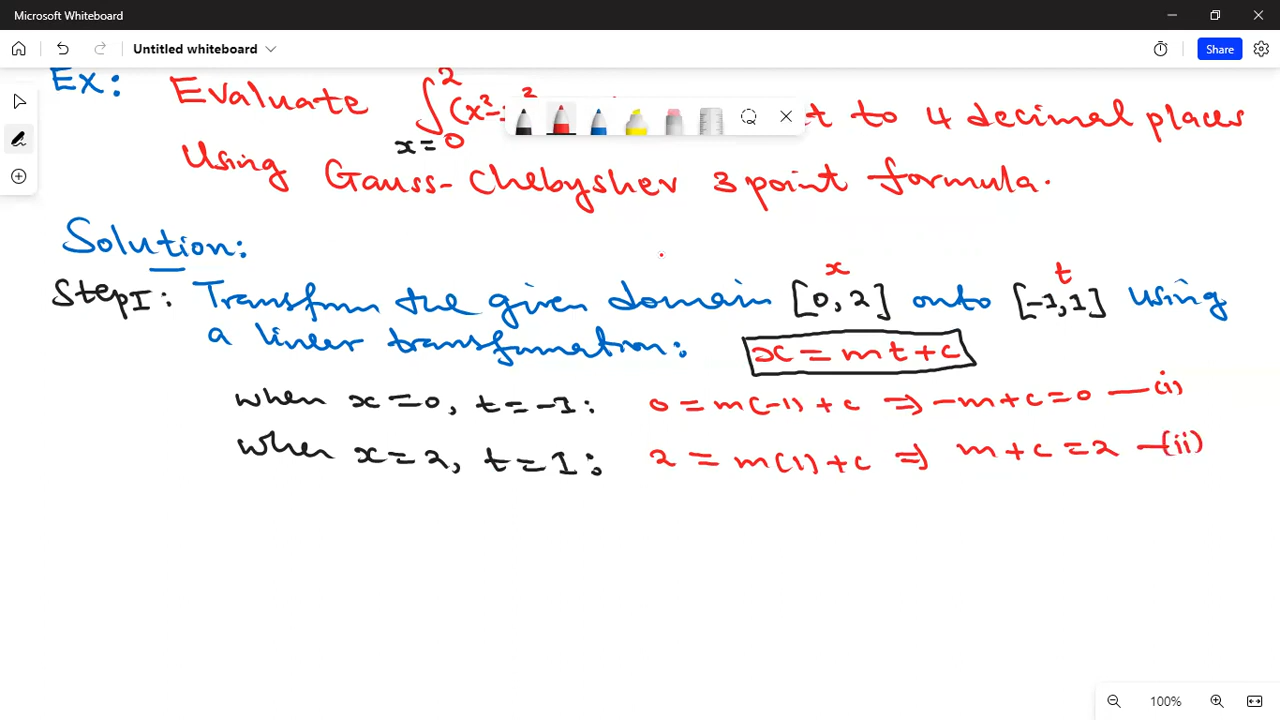 Microsoft Whiteboard
Untitled whiteboard
Share
Ex: Evaluate ∫ 2 0 x= (x²- 2 t to 4 decimal places
Using Gauss-Chebyshev 3 point formula.
Solution:
Step I: Transform the given domain [0,2] x onto [-1,1] t using
a linear transformation: x = mt+c
when x=0, t=-1: 0 = m(-1)+c ⇒ -m+c=0 —(i)
when x=2, t=1: 2 = m(1)+c ⇒ m+c=2 —(ii)
100%